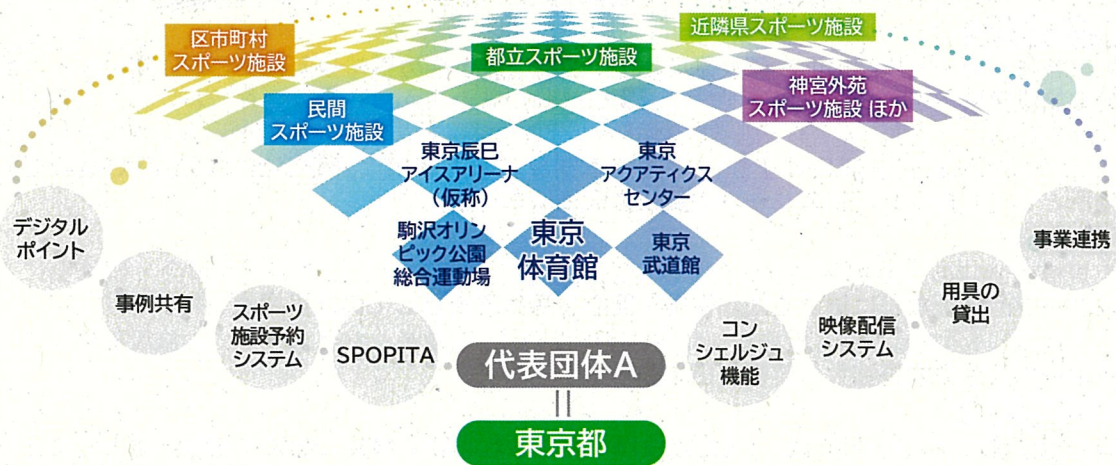 区市町村
スポーツ施設
都立スポーツ施設
近隣県スポーツ施設
民間
スポーツ施設
神宮外苑
スポーツ施設 ほか
東京辰巳
アイスアリーナ
（仮称）
東京
アクアティクス
センター
駒沢オリン
ピック公園
総合運動場
東京
体育館
東京
武道館
デジタル
ポイント
事例共有
スポーツ
施設予約
システム
SPOPITA
代表団体A
コン
シェルジュ
機能
映像配信
システム
用具の
貸出
事業連携
東京都